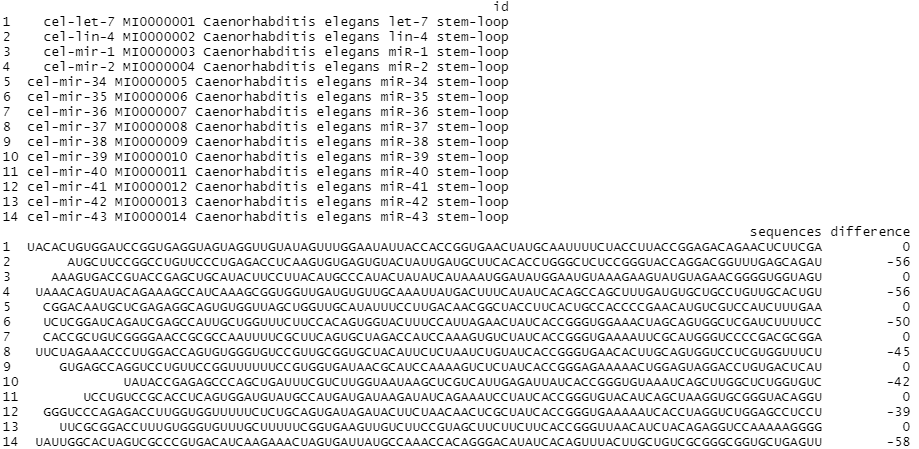 id
1 cel-let-7 MI0000001 Caenorhabditis elegans let-7 stem-loop
2 cel-lin-4 MI0000002 Caenorhabditis elegans lin-4 stem-loop
3 cel-mir-1 MI0000003 Caenorhabditis elegans miR-1 stem-loop
4 cel-mir-2 MI0000004 Caenorhabditis elegans miR-2 stem-loop
5 cel-mir-34 MI0000005 Caenorhabditis elegans miR-34 stem-loop
6 cel-mir-35 MI0000006 Caenorhabditis elegans miR-35 stem-loop
7 cel-mir-36 MI0000007 Caenorhabditis elegans miR-36 stem-loop
8 cel-mir-37 MI0000008 Caenorhabditis elegans miR-37 stem-loop
9 cel-mir-38 MI0000009 Caenorhabditis elegans miR-38 stem-loop
10 cel-mir-39 MI0000010 Caenorhabditis elegans miR-39 stem-loop
11 cel-mir-40 MI0000011 Caenorhabditis elegans miR-40 stem-loop
12 cel-mir-41 MI0000012 Caenorhabditis elegans miR-41 stem-loop
13 cel-mir-42 MI0000013 Caenorhabditis elegans miR-42 stem-loop
14 cel-mir-43 MI0000014 Caenorhabditis elegans miR-43 stem-loop
sequences difference
1 UACACUGUGGAUCCGGUGAGGUAGUAGGUUGUAUAGUUUGGAAUAUUACCACCGGUGAACUAUGCAAUUUUCUACCUUACCGGAGACAGAACUCUUCGA 0
2 AUGCUUCCGGCCUGUUCCCUGAGACCUCAAGUGUGAGUGUACUAUUGAUGCUUCACACCUGGGCUCUCCGGGUACCAGGACGGUUUGAGCAGAU -56
3 AAAGUGACCGUACCGAGCUGCAUACUUCCUUACAUGCCCAUACUAUAUCAUAAAUGGAUAUGGAAUGUAAAGAAGUAUGUAGAACGGGGUGGUAGU 0
4 UAAACAGUAUACAGAAAGCCAUCAAAGCGGUGGUUGAUGUGUUGCAAAUUAUGACUUUCAUAUCACAGCCAGCUUUGAUGUGCUGCCUGUUGCACUGU -56
5 CGGACAAUGCUCGAGAGGCAGUGUGGUUAGCUGGUUGCAUAUUUCCUUGACAACGGCUACCUUCACUGCCACCCCGAACAUGUCGUCCAUCUUUGAA 0
6 UCUCGGAUCAGAUCGAGCCAUUGCUGGUUUCUUCCACAGUGGUACUUUCCAUUAGAACUAUCACCGGGUGGAAACUAGCAGUGGCUCGAUCUUUUCC -50
7 CACCGCUGUCGGGGAACCGCGCCAAUUUUCGCUUCAGUGCUAGACCAUCCAAAGUGUCUAUCACCGGGUGAAAAUUCGCAUGGGUCCCCGACGCGGA 0
8 UUCUAGAAACCCUUGGACCAGUGUGGGUGUCCGUUGCGGUGCUACAUUCUCUAAUCUGUAUCACCGGGUGAACACUUGCAGUGGUCCUCGUGGUUUCU -45
9 GUGAGCCAGGUCCUGUUCCGGUUUUUUCCGUGGUGAUAACGCAUCCAAAAGUCUCUAUCACCGGGAGAAAAACUGGAGUAGGACCUGUGACUCAU 0
10 UAUACCGAGAGCCCAGCUGAUUUCGUCUUGGUAAUAAGCUCGUCAUUGAGAUUAUCACCGGGUGUAAAUCAGCUUGGCUCUGGUGUC -42
11 UCCUGUCCGCACCUCAGUGGAUGUAUGCCAUGAUGAUAAGAUAUCAGAAAUCCUAUCACCGGGUGUACAUCAGCUAAGGUGCGGGUACAGGU 0
12 GGGUCCCAGAGACCUUGGUGGUUUUUCUCUGCAGUGAUAGAUACUUCUAACAACUCGCUAUCACCGGGUGAAAAAUCACCUAGGUCUGGAGCCUCCU -39
13 UUCGCGGACCUUUGUGGGUGUUUGCUUUUUCGGUGAAGUUGUCUUCCGUAGCUUCUUCUUCACCGGGUUAACAUCUACAGAGGUCCAAAAAGGGG 0
14 UAUUGGCACUAGUCGCCCGUGACAUCAAGAAACUAGUGAUUAUGCCAAACCACAGGGACAUAUCACAGUUUACUUGCUGUCGCGGGCGGUGCUGAGUU -58